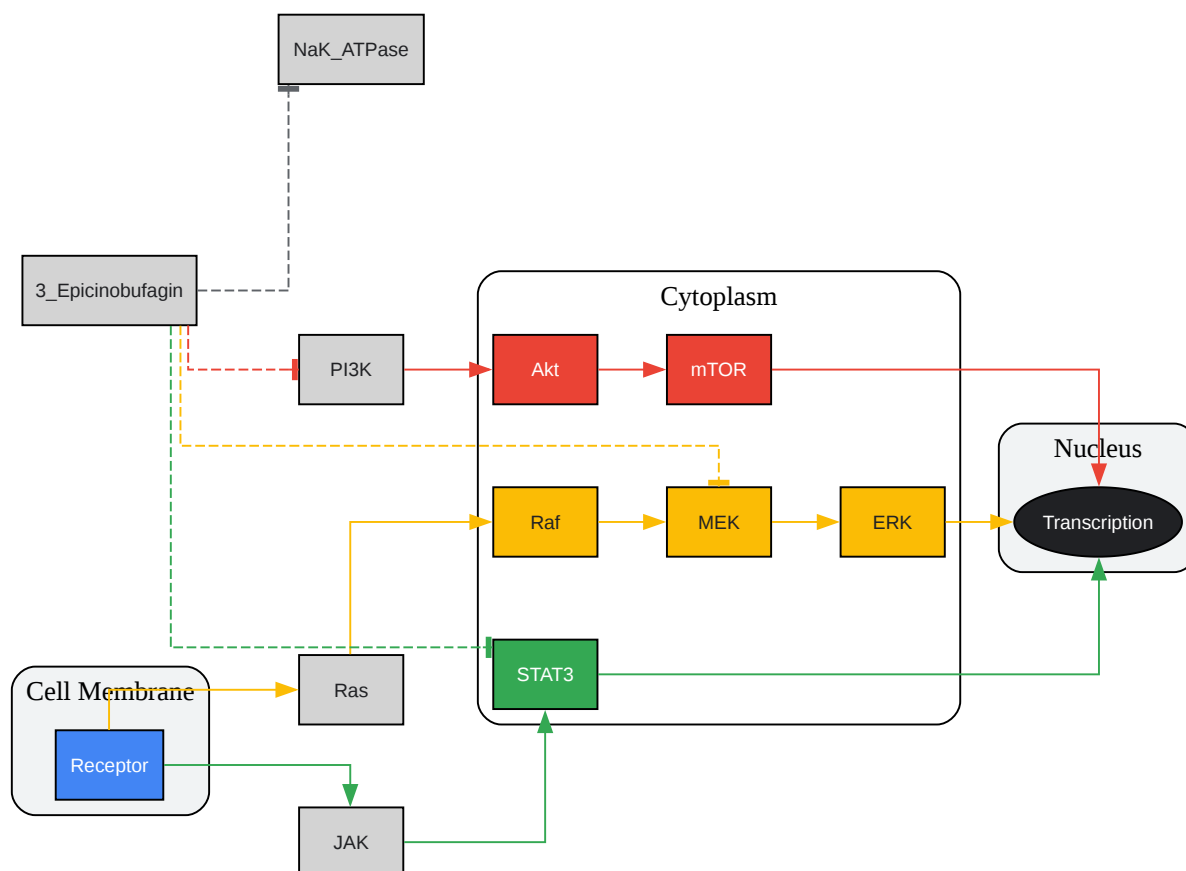 NaK_ATPase
3_Epicinobufagin
Cytoplasm
PI3K
Akt
mTOR
Nucleus
Raf
MEK
ERK
Transcription
STAT3
Cell Membrane
Ras
Receptor
JAK